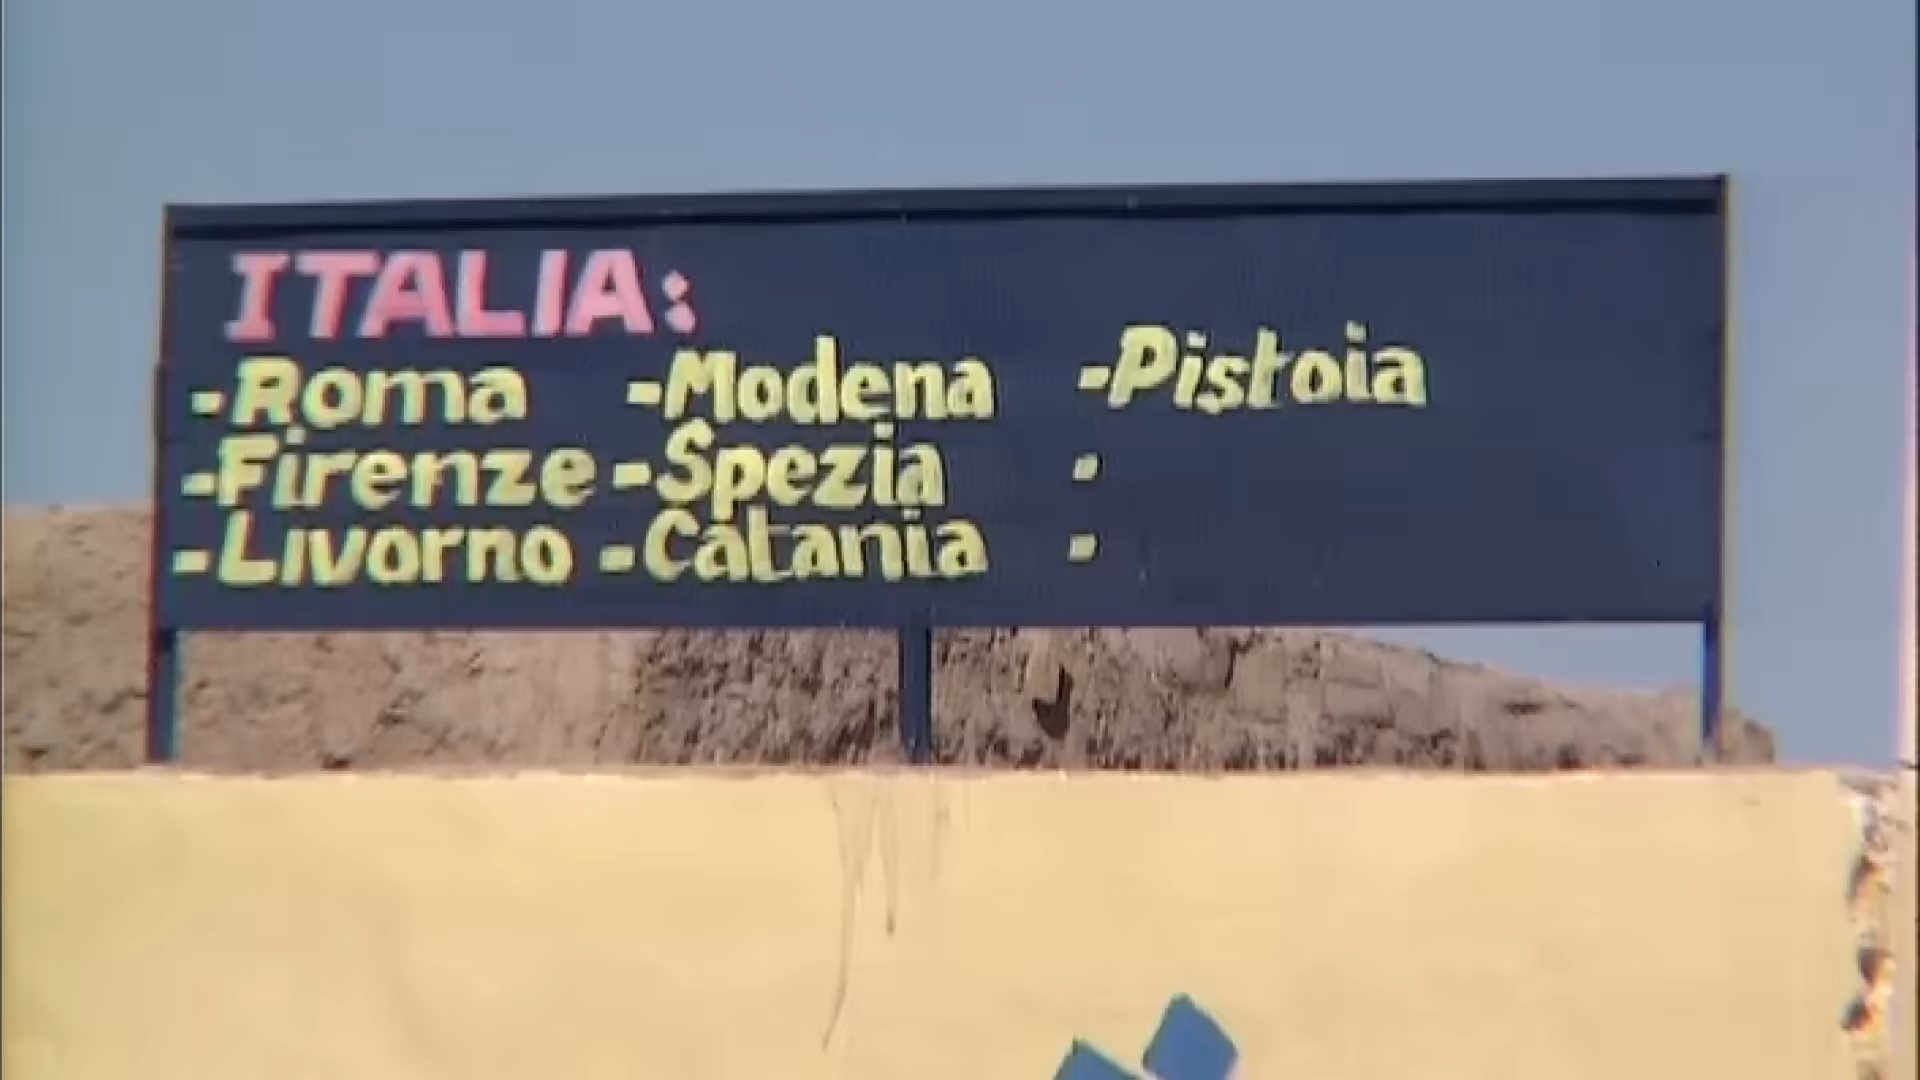 ITALIA:
-Roma -Modena -Pistoia
-Firenze -Spezia -
-Livorno -Catania -